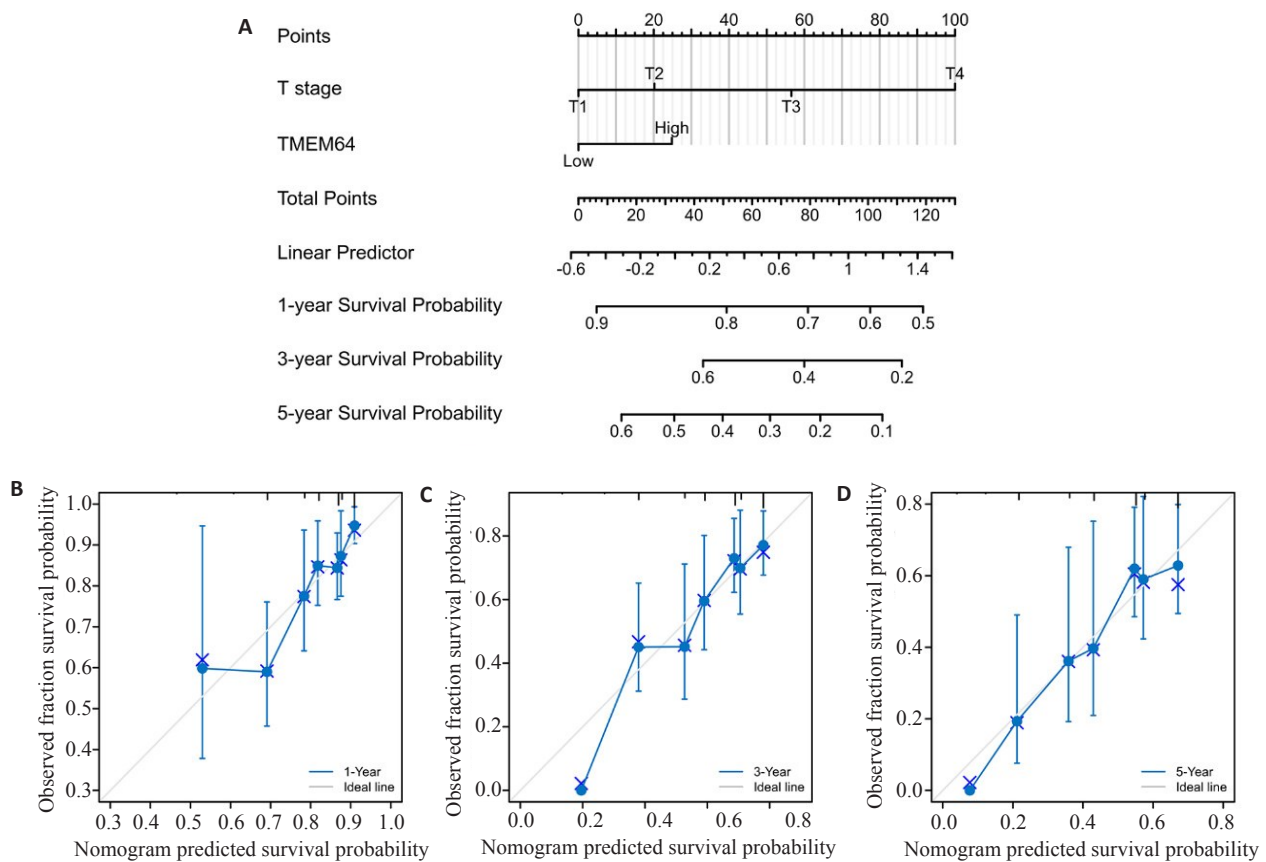 A
Points
0 20 40 60 80 100
T stage
T2 T4
T1 T3
TMEM64
High
Low
Total Points
0 20 40 60 80 100 120
Linear Predictor
-0.6 -0.2 0.2 0.6 1 1.4
1-year Survival Probability
0.9 0.8 0.7 0.6 0.5
3-year Survival Probability
0.6 0.4 0.2
5-year Survival Probability
0.6 0.5 0.4 0.3 0.2 0.1
B
Observed fraction survival probability
1.0
0.9
0.8
0.7
0.6
0.5
0.4
0.3
1-Year
Ideal line
0.3 0.4 0.5 0.6 0.7 0.8 0.9 1.0
Nomogram predicted survival probability
C
Observed fraction survival probability
0.8
0.6
0.4
0.2
0.0
3-Year
Ideal line
0.0 0.2 0.4 0.6 0.8
Nomogram predicted survival probability
D
Observed fraction survival probability
0.8
0.6
0.4
0.2
0.0
5-Year
Ideal line
0.0 0.2 0.4 0.6 0.8
Nomogram predicted survival probability